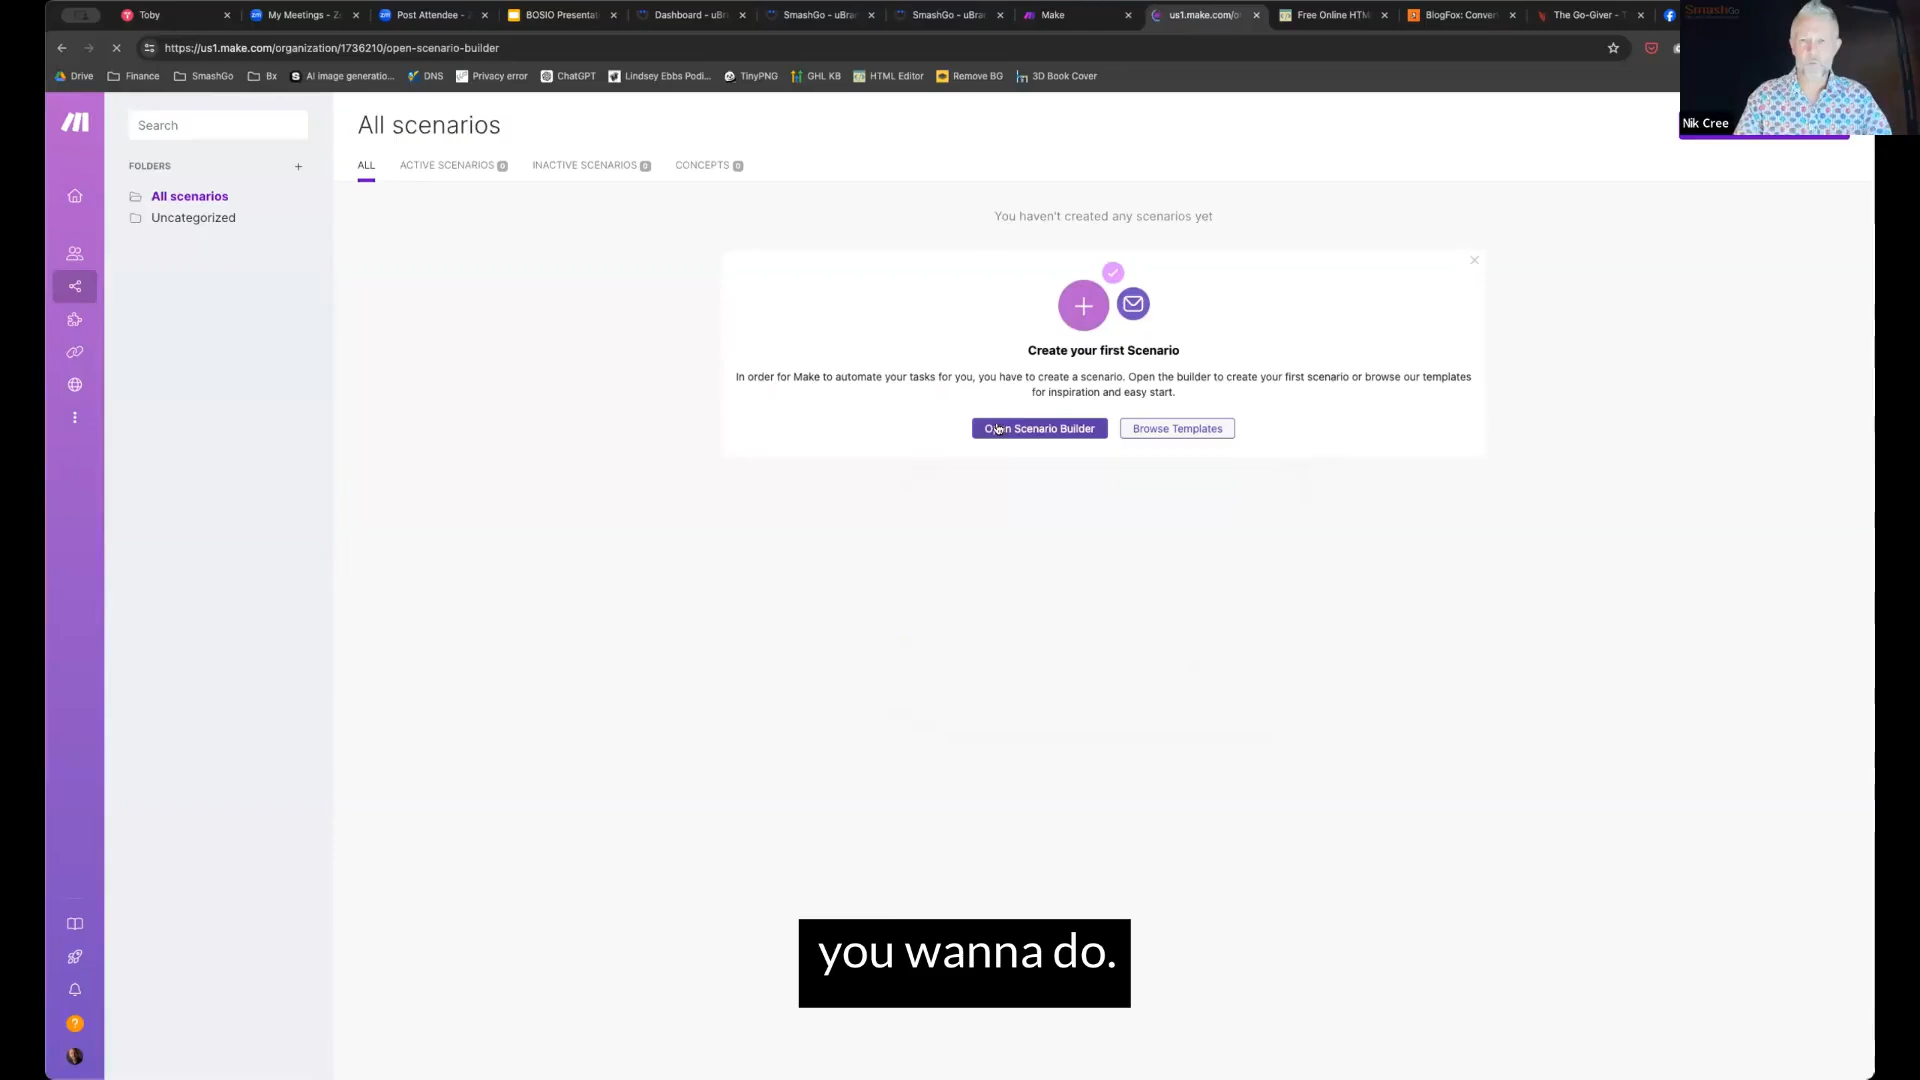 Toby
My Meetings - Zo
Post Attendee - Z
BOSIO Presentat
Dashboard - uBra
SmashGo - uBran
SmashGo - uBran
Make
us1.make.com/o
Free Online HTM
BlogFox: Conver
The Go-Giver - T
https://us1.make.com/organization/1736210/open-scenario-builder
Drive
Finance
SmashGo
Bx
AI image generatio...
DNS
Privacy error
ChatGPT
Lindsey Ebbs Podi...
TinyPNG
GHL KB
HTML Editor
Remove BG
3D Book Cover
SmashGo
Nik Cree
Search
FOLDERS
All scenarios
Uncategorized
All scenarios
ALL
ACTIVE SCENARIOS 0
INACTIVE SCENARIOS 0
CONCEPTS 0
You haven't created any scenarios yet
Create your first Scenario
In order for Make to automate your tasks for you, you have to create a scenario. Open the builder to create your first scenario or browse our templates
for inspiration and easy start.
Open Scenario Builder
Browse Templates
you wanna do.